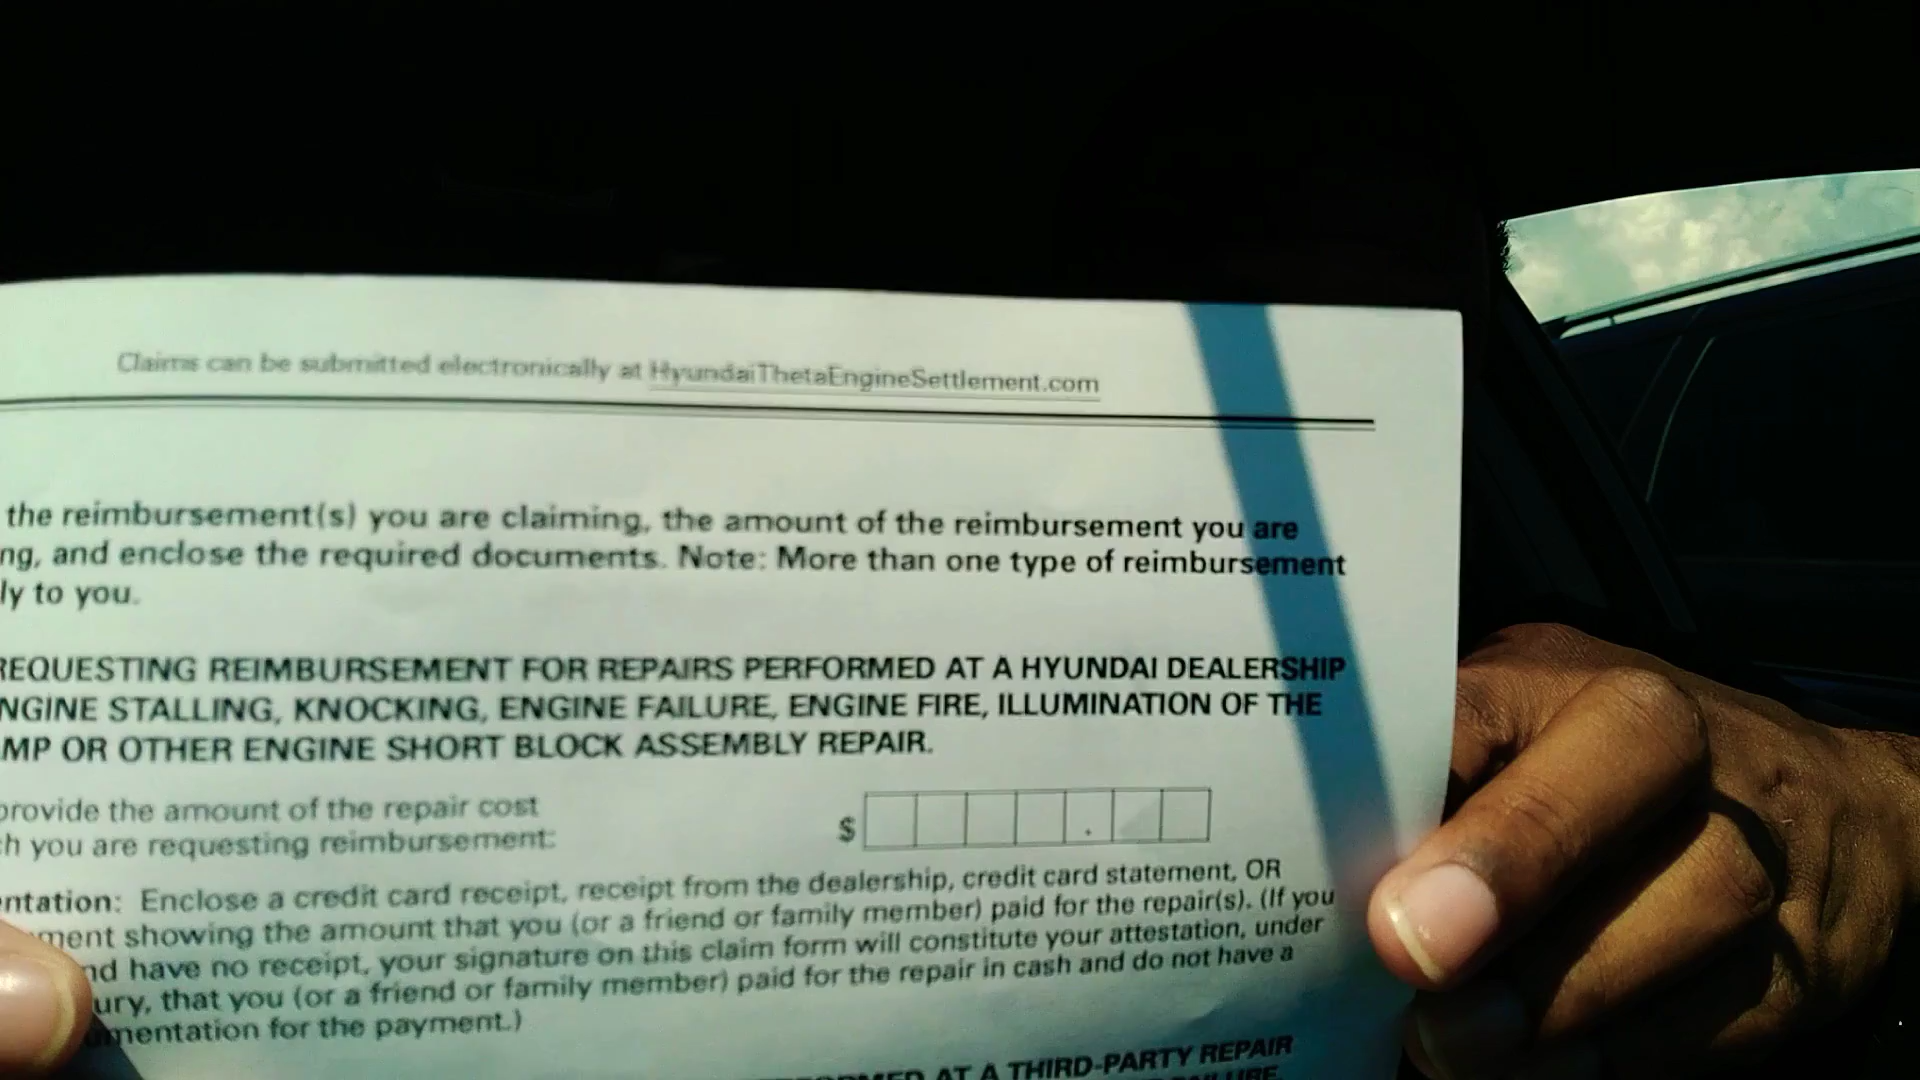 Claims can be submitted electronically at HyundaiThetaEngineSettlement.com
the reimbursement(s) you are claiming, the amount of the reimbursement you are
ng, and enclose the required documents. Note: More than one type of reimbursement
ly to you.
REQUESTING REIMBURSEMENT FOR REPAIRS PERFORMED AT A HYUNDAI DEALERSHIP
NGINE STALLING, KNOCKING, ENGINE FAILURE, ENGINE FIRE, ILLUMINATION OF THE
MP OR OTHER ENGINE SHORT BLOCK ASSEMBLY REPAIR.
provide the amount of the repair cost
h you are requesting reimbursement:
$ .
ntation: Enclose a credit card receipt, receipt from the dealership, credit card statement, OR
ment showing the amount that you (or a friend or family member) paid for the repair(s). (If you
nd have no receipt, your signature on this claim form will constitute your attestation, under
ury, that you (or a friend or family member) paid for the repair in cash and do not have a
mentation for the payment.)
ORMED AT A THIRD-PARTY REPAIR